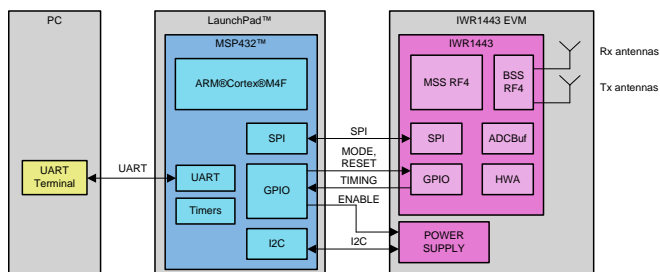 PC
LaunchPad™
IWR1443 EVM
MSP432™
IWR1443
ARM®Cortex®M4F
MSS RF4
BSS
RF4
Rx antennas
Tx antennas
SPI
SPI
SPI
ADCBuf
MODE,
RESET
UART
Terminal
UART
UART
GPIO
TIMING
GPIO
HWA
Timers
ENABLE
I2C
I2C
POWER
SUPPLY